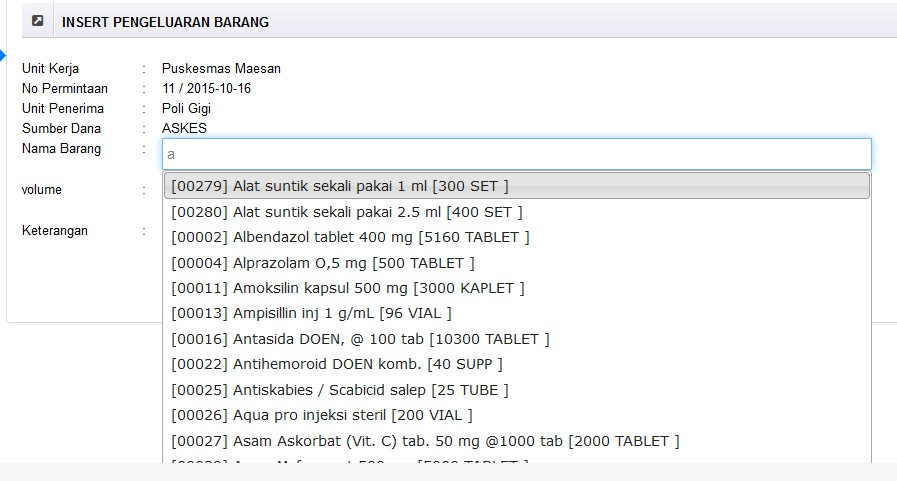 INSERT PENGELUARAN BARANG
Unit Kerja : Puskesmas Maesan
No Permintaan : 11 / 2015-10-16
Unit Penerima : Poli Gigi
Sumber Dana : ASKES
Nama Barang : a
volume :
Keterangan :
[00279] Alat suntik sekali pakai 1 ml [300 SET ]
[00280] Alat suntik sekali pakai 2.5 ml [400 SET ]
[00002] Albendazol tablet 400 mg [5160 TABLET ]
[00004] Alprazolam O,5 mg [500 TABLET ]
[00011] Amoksilin kapsul 500 mg [3000 KAPLET ]
[00013] Ampisillin inj 1 g/mL [96 VIAL ]
[00016] Antasida DOEN, @ 100 tab [10300 TABLET ]
[00022] Antihemoroid DOEN komb. [40 SUPP ]
[00025] Antiskabies / Scabicid salep [25 TUBE ]
[00026] Aqua pro injeksi steril [200 VIAL ]
[00027] Asam Askorbat (Vit. C) tab. 50 mg @1000 tab [2000 TABLET ]